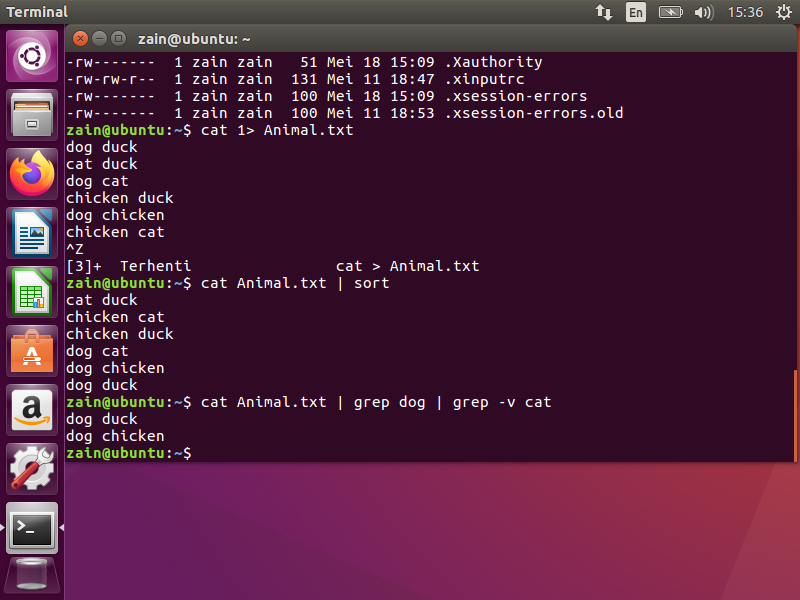 Terminal
En
15:36
zain@ubuntu: ~
-rw-------  1 zain zain   51 Mei 18 15:09 .Xauthority
-rw-rw-r--  1 zain zain  131 Mei 11 18:47 .xinputrc
-rw-------  1 zain zain  100 Mei 18 15:09 .xsession-errors
-rw-------  1 zain zain  100 Mei 11 18:53 .xsession-errors.old
zain@ubuntu:~$ cat 1> Animal.txt
dog duck
cat duck
dog cat
chicken duck
dog chicken
chicken cat
^Z
[3]+  Terhenti                cat > Animal.txt
zain@ubuntu:~$ cat Animal.txt | sort
cat duck
chicken cat
chicken duck
dog cat
dog chicken
dog duck
zain@ubuntu:~$ cat Animal.txt | grep dog | grep -v cat
dog duck
dog chicken
zain@ubuntu:~$